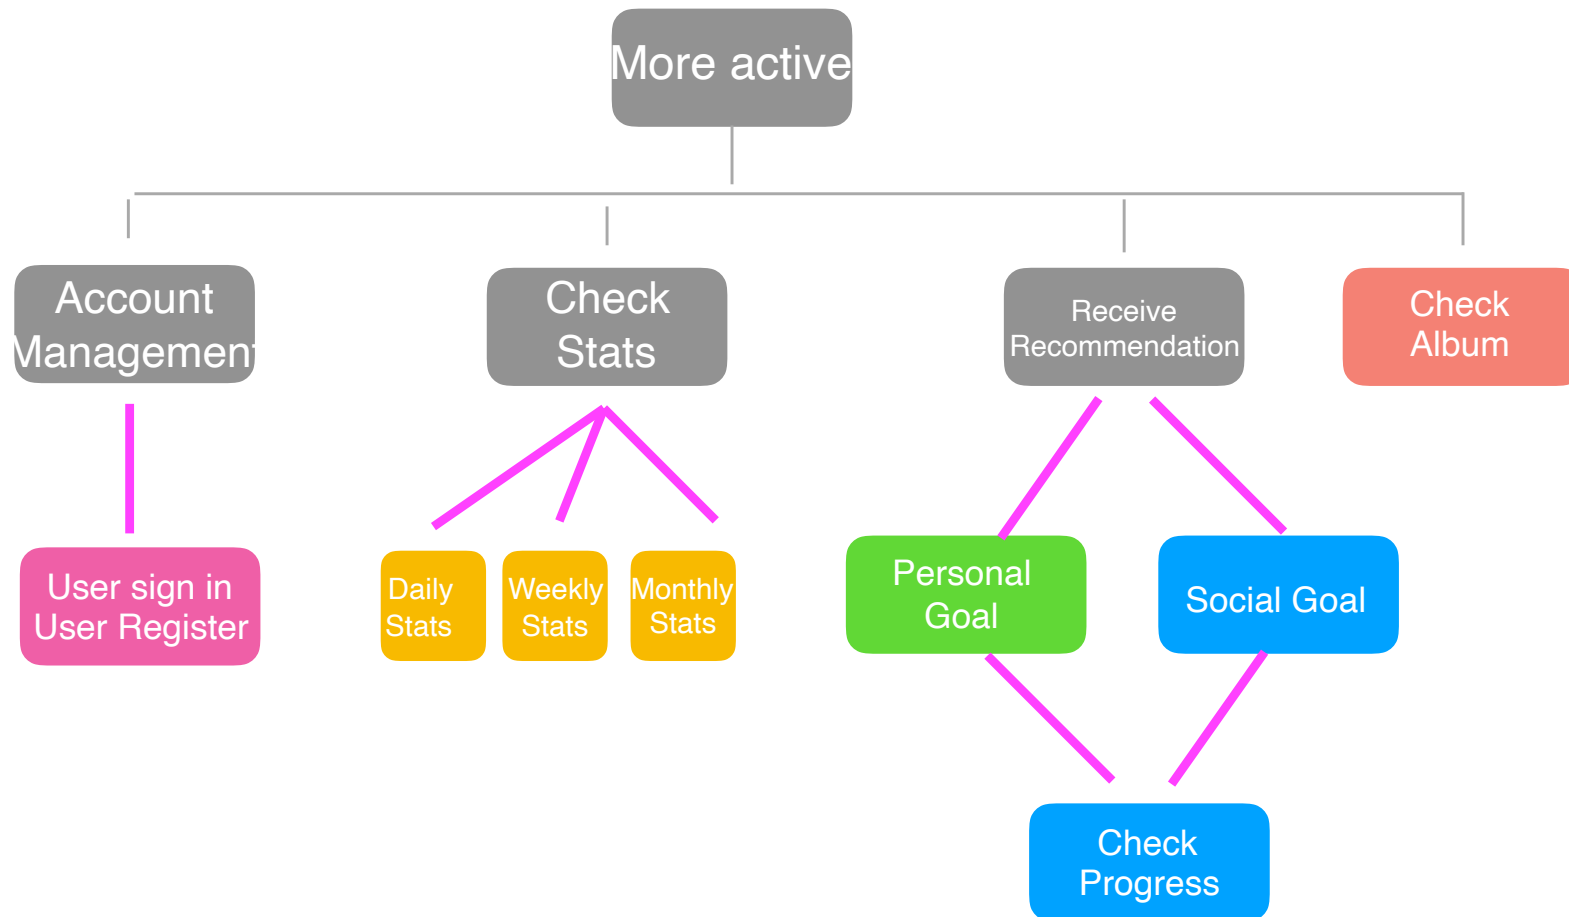 More active
Account
Management
Check
Stats
Receive
Recommendation
Check
Album
User sign in
User Register
Daily
Stats
Weekly
Stats
Monthly
Stats
Personal
Goal
Social Goal
Check
Progress